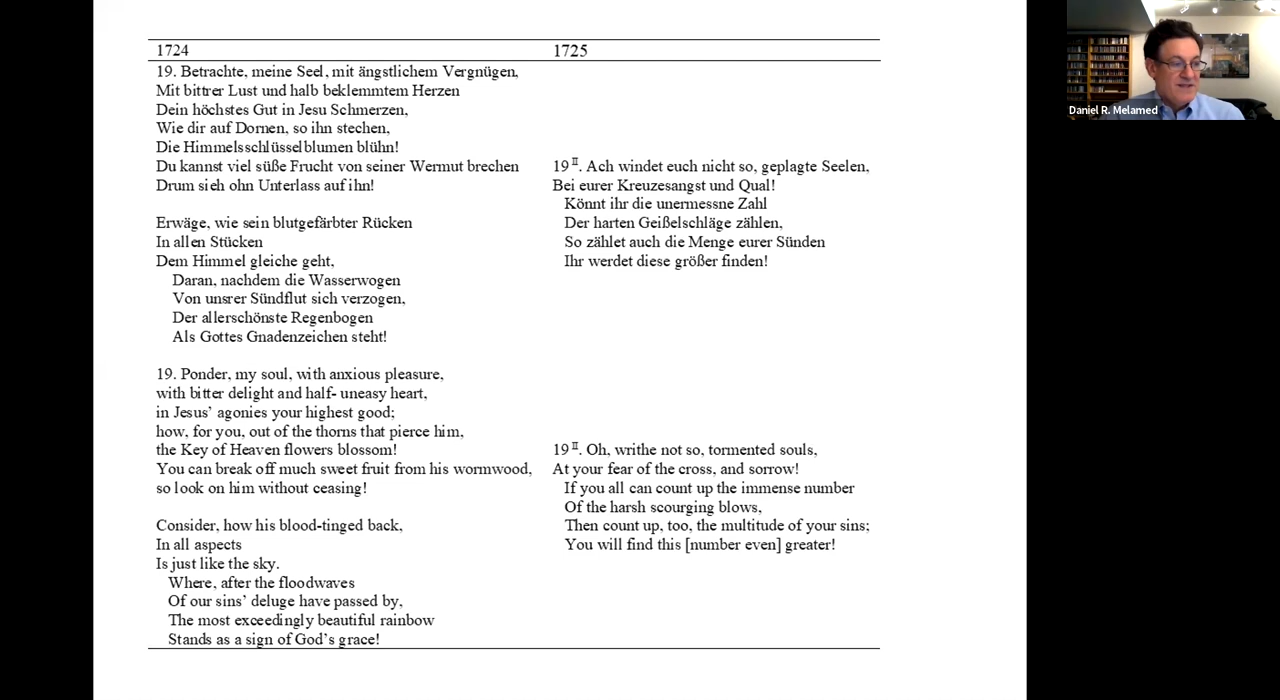 1724
1725
19. Betrachte, meine Seel, mit ängstlichem Vergnügen,
Mit bittrer Lust und halb beklemmtem Herzen
Dein höchstes Gut in Jesu Schmerzen,
Wie dir auf Dornen, so ihn stechen,
Die Himmelsschlüsselblumen blühn!
Du kannst viel süße Frucht von seiner Wermut brechen
Drum sieh ohn Unterlass auf ihn!
Erwäge, wie sein blutgefärbter Rücken
In allen Stücken
Dem Himmel gleiche geht,
Daran, nachdem die Wasserwogen
Von unsrer Sündflut sich verzogen,
Der allerschönste Regenbogen
Als Gottes Gnadenzeichen steht!
19II. Ach windet euch nicht so, geplagte Seelen,
Bei eurer Kreuzesangst und Qual!
Könnt ihr die unermessne Zahl
Der harten Geißelschläge zählen,
So zählet auch die Menge eurer Sünden
Ihr werdet diese größer finden!
19. Ponder, my soul, with anxious pleasure,
with bitter delight and half- uneasy heart,
in Jesus’ agonies your highest good;
how, for you, out of the thorns that pierce him,
the Key of Heaven flowers blossom!
You can break off much sweet fruit from his wormwood,
so look on him without ceasing!
Consider, how his blood-tinged back,
In all aspects
Is just like the sky.
Where, after the floodwaves
Of our sins’ deluge have passed by,
The most exceedingly beautiful rainbow
Stands as a sign of God’s grace!
19II. Oh, writhe not so, tormented souls,
At your fear of the cross, and sorrow!
If you all can count up the immense number
Of the harsh scourging blows,
Then count up, too, the multitude of your sins;
You will find this [number even] greater!
Daniel R. Melamed